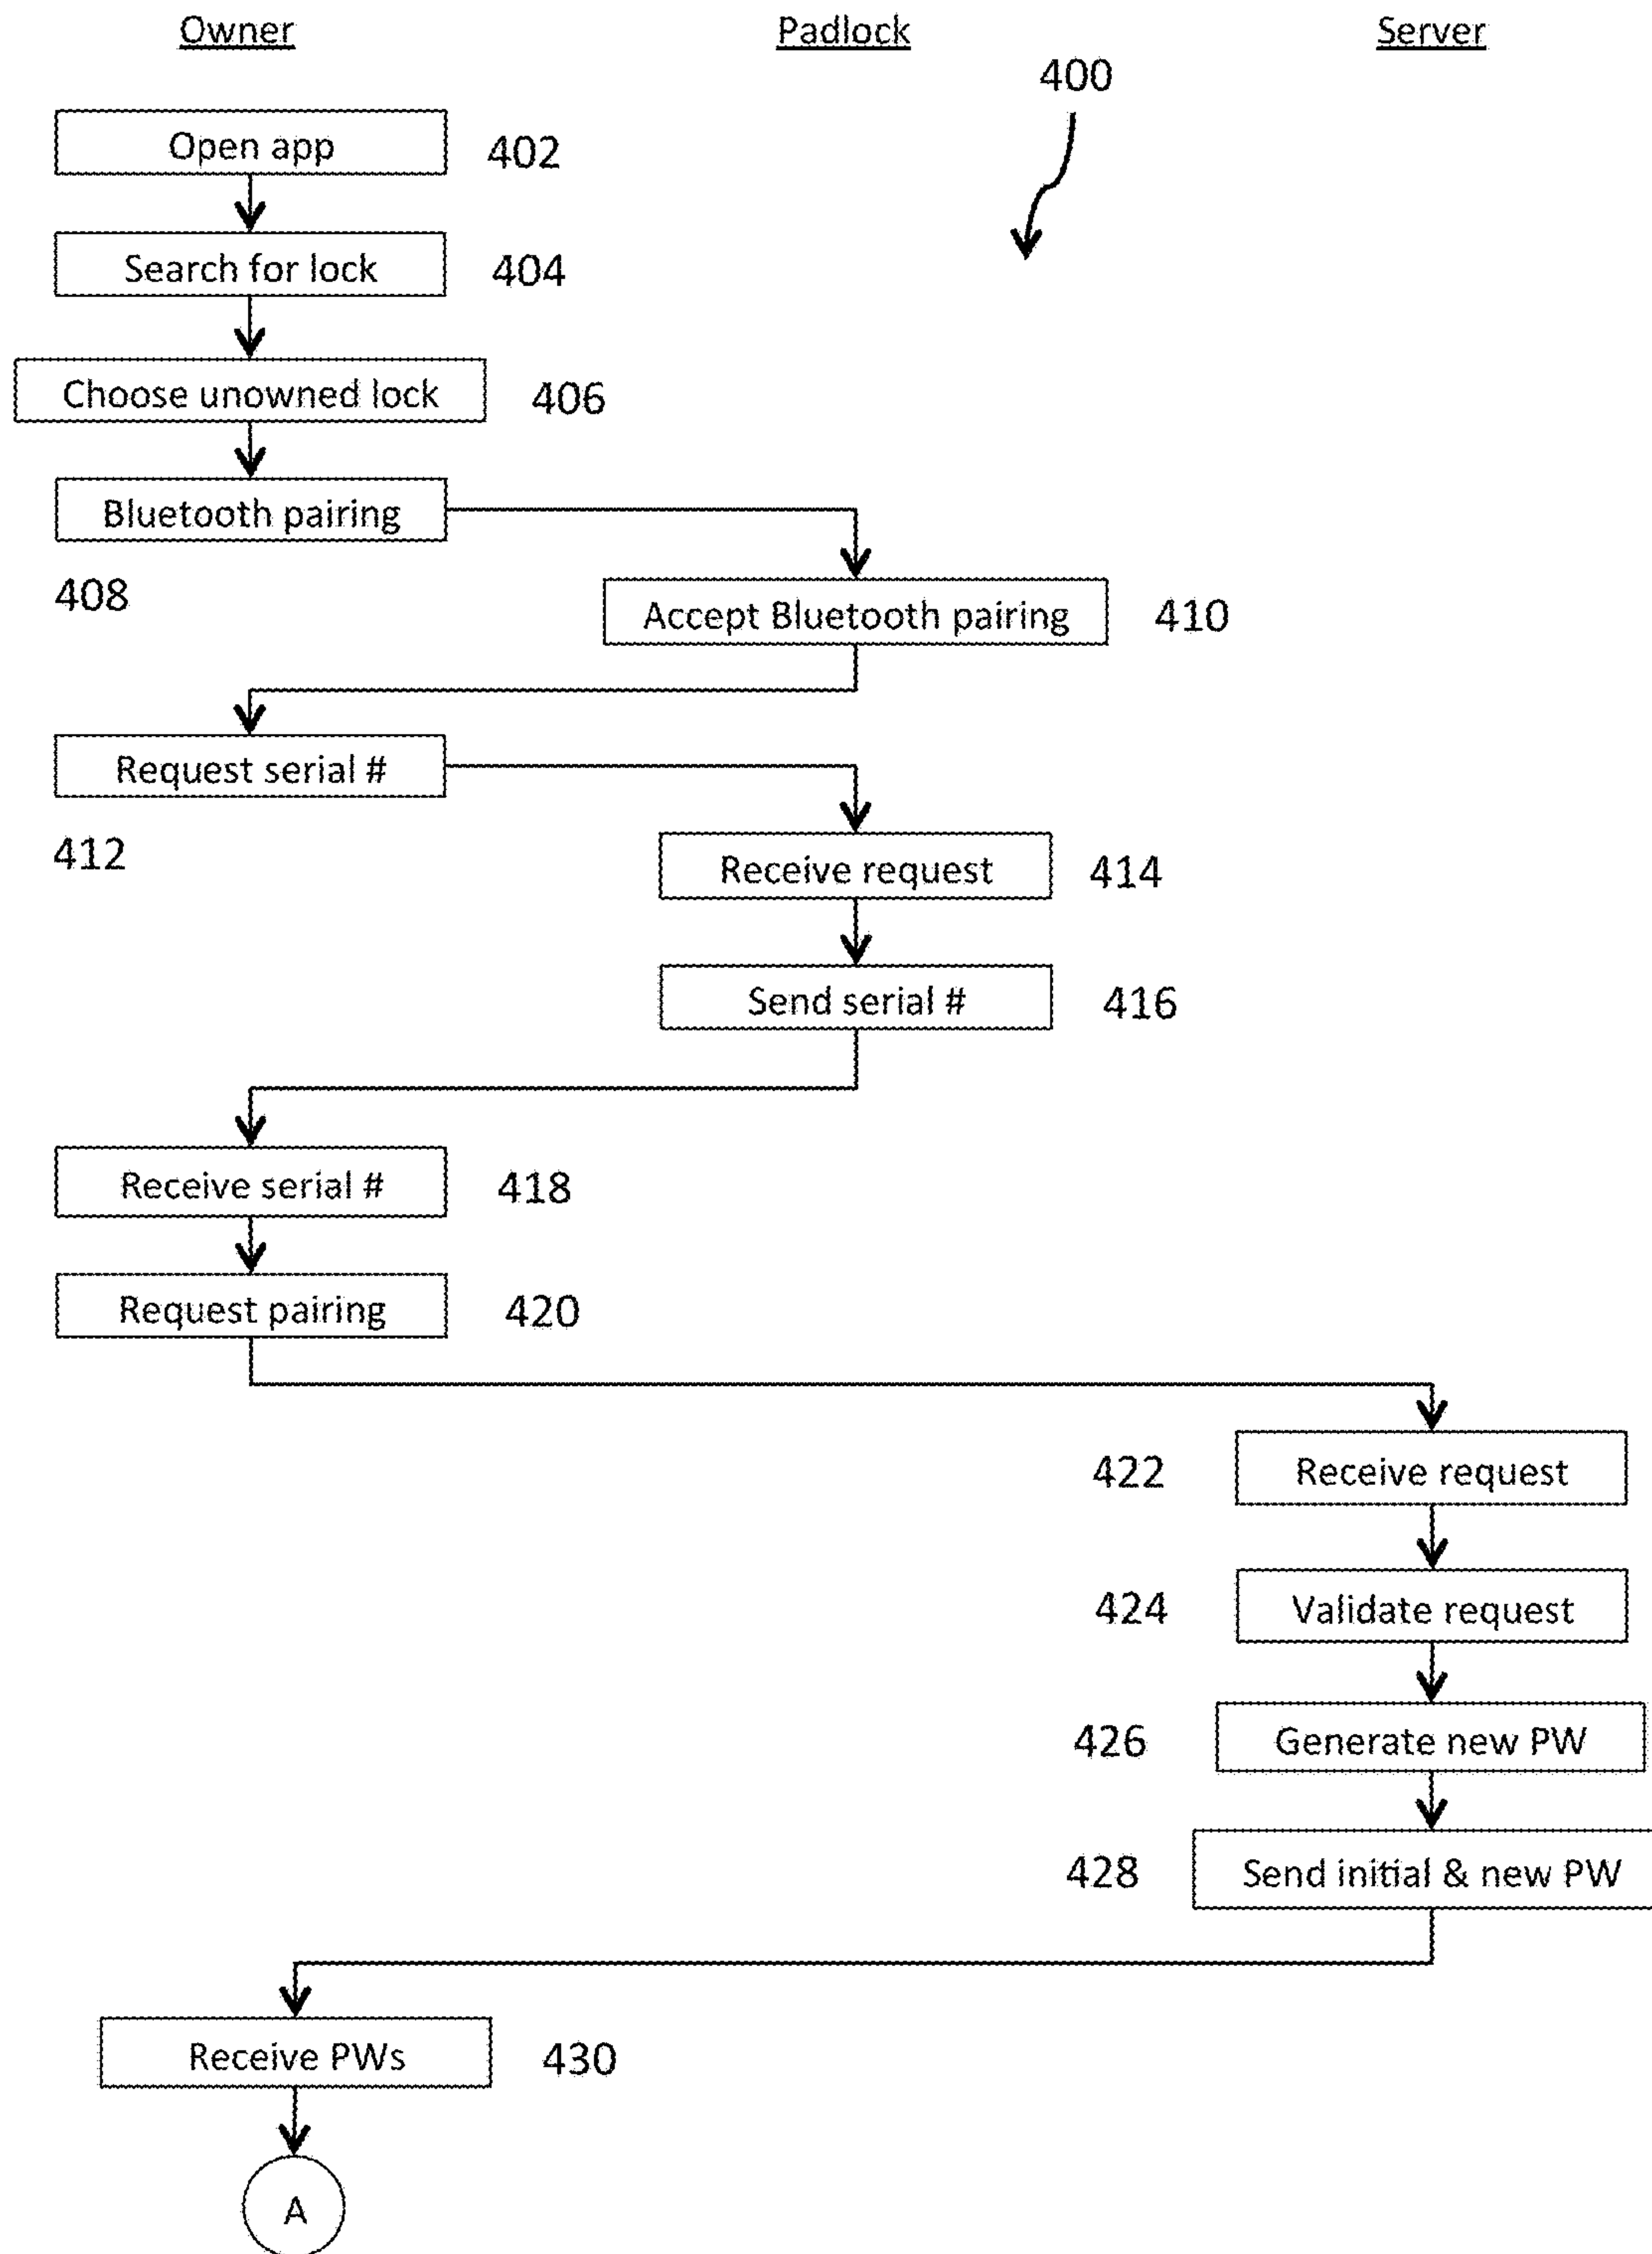 Owner
Padlock
Server
400
Open app
402
Search for lock
404
Choose unowned lock
406
Bluetooth pairing
408
Accept Bluetooth pairing
410
Request serial #
412
Receive request
414
Send serial #
416
Receive serial #
418
Request pairing
420
422
Receive request
424
Validate request
426
Generate new PW
428
Send initial & new PW
Receive PWs
430
A